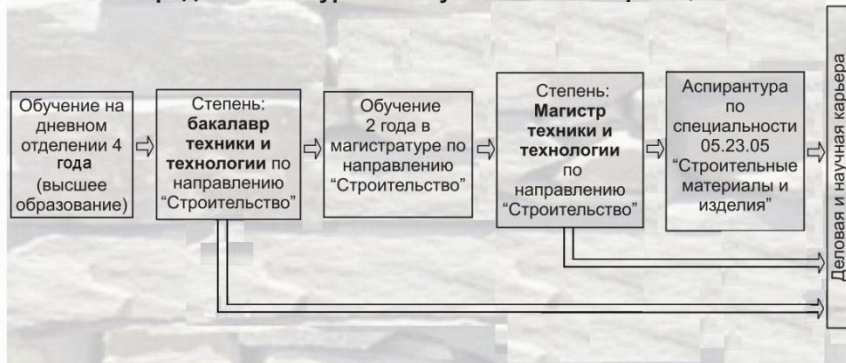 Обучение на
дневном
отделении 4
года
(высшее
образование)
Степень:
бакалавр
техники и
технологии по
направлению
“Строительство”
Обучение
2 года в
магистратуре по
направлению
“Строительство”
Степень:
Магистр
техники и
технологии
по
направлению
“Строительство”
Аспирантура
по
специальности
05.23.05
“Строительные
материалы и
изделия”
Деловая и научная карьера